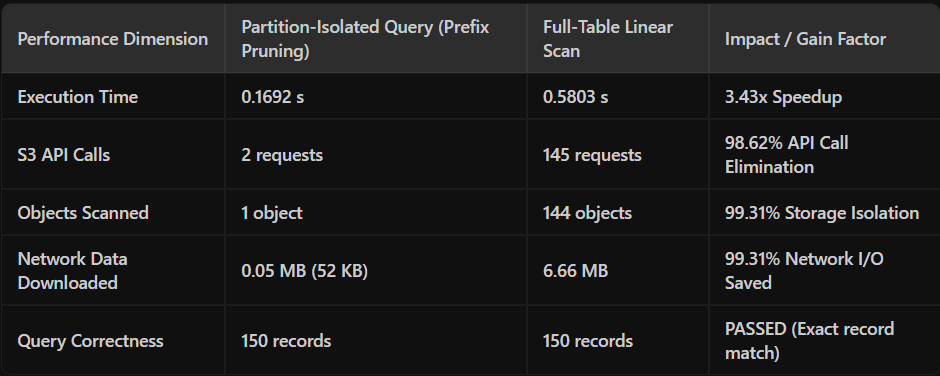 Performance Dimension
Partition-Isolated Query (Prefix
Pruning)
Full-Table Linear
Scan
Impact / Gain Factor
Execution Time
0.1692 s
0.5803 s
3.43x Speedup
S3 API Calls
2 requests
145 requests
98.62% API Call
Elimination
Objects Scanned
1 object
144 objects
99.31% Storage Isolation
Network Data
Downloaded
0.05 MB (52 KB)
6.66 MB
99.31% Network I/O
Saved
Query Correctness
150 records
150 records
PASSED (Exact record
match)